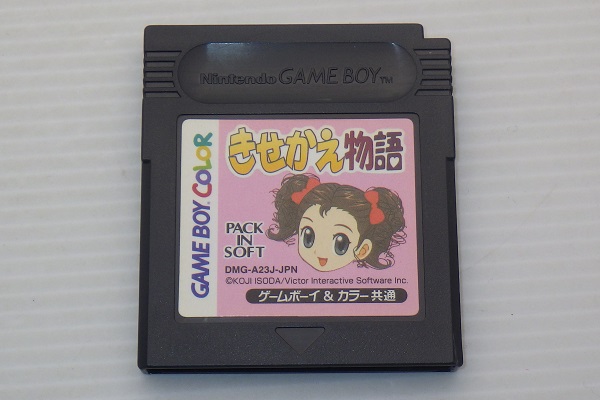 Nintendo GAME BOY™
GAME BOY COLOR
きせかえ物語
PACK
IN
SOFT
DMG-A23J-JPN
©KOJI ISODA/Victor Interactive Software Inc.
ゲームボーイ & カラー共通